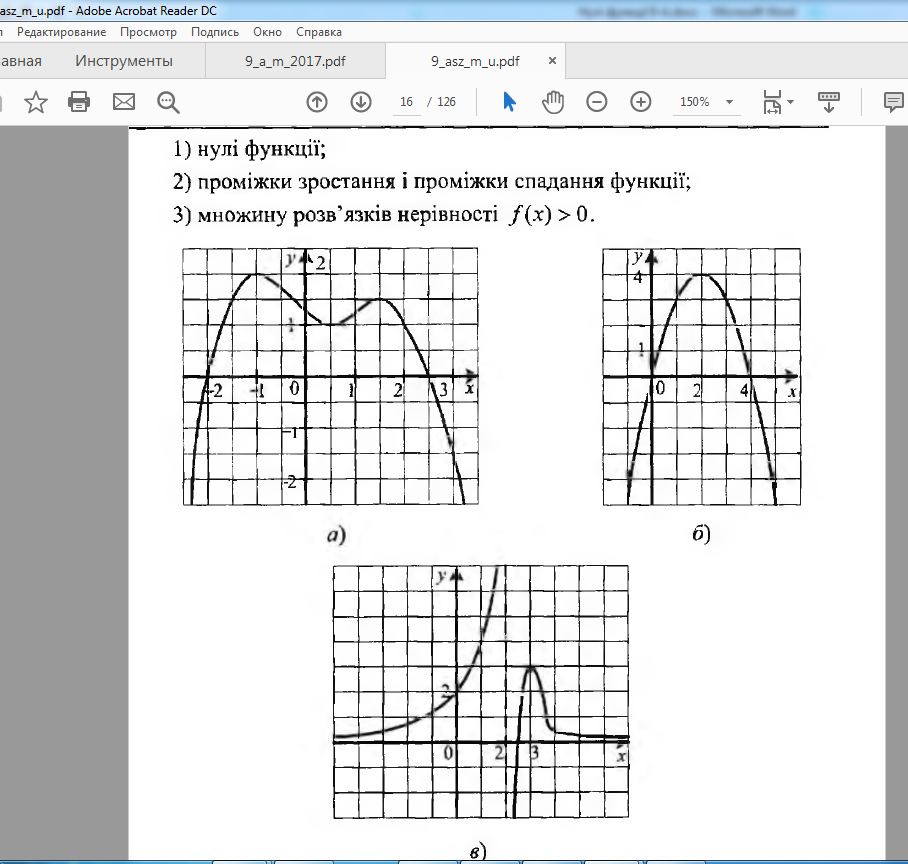 asz_m_u.pdf - Adobe Acrobat Reader DC
Редактирование Просмотр Подпись Окно Справка
авная Инструменты 9_a_m_2017.pdf 9_asz_m_u.pdf ×
16 / 126 150%
1) нулі функції;
2) проміжки зростання і проміжки спадання функції;
3) множину розв’язків нерівності f(x) > 0.
y 2
1
-2 -1 0 1 2 3 x
-1
-2
y
4
1
0 2 4 x
а) б)
y
2
0 2 3 x
в)